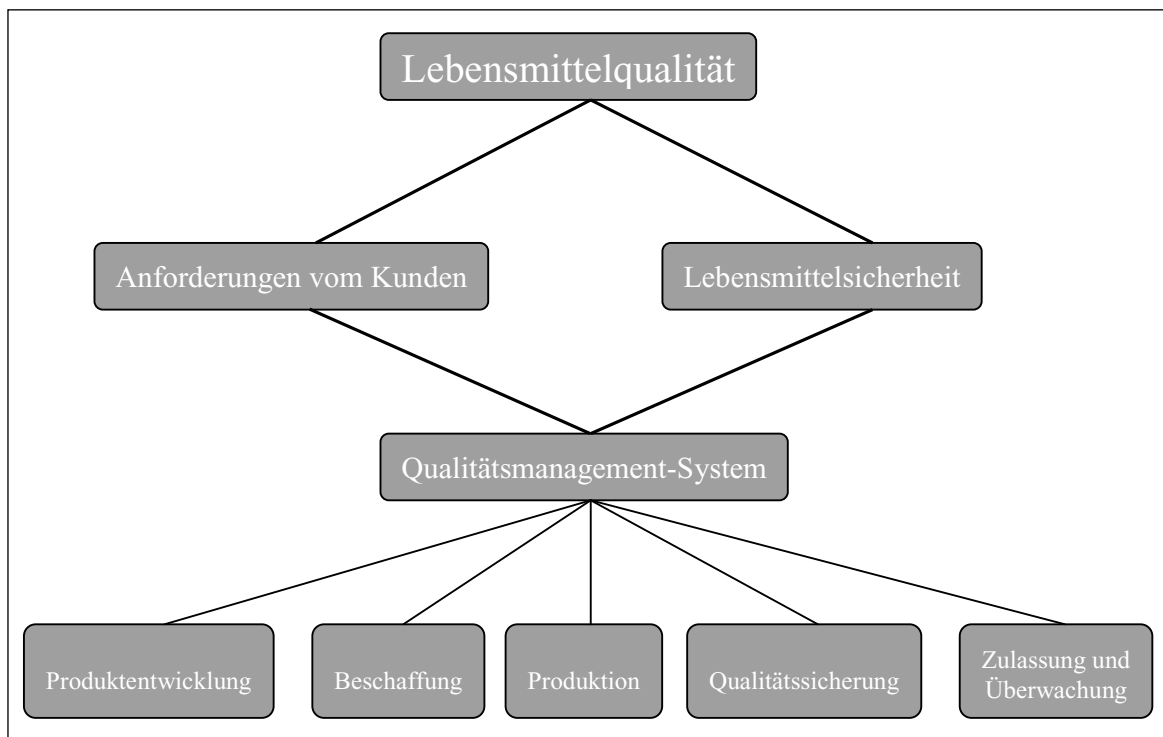 Lebensmittelqualität
Anforderungen vom Kunden
Lebensmittelsicherheit
Qualitätsmanagement-System
Produktentwicklung
Beschaffung
Produktion
Qualitätssicherung
Zulassung und
Überwachung